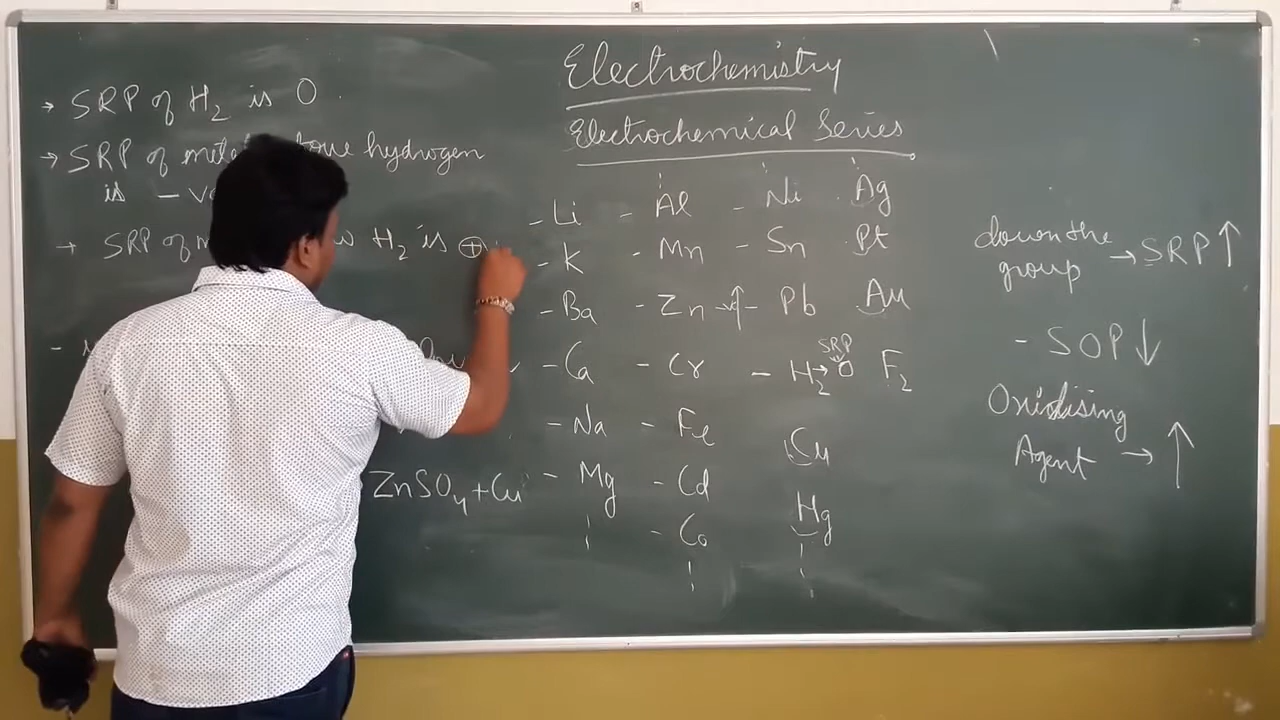 Electrochemistry
Electrochemical Series
→ SRP of H2 is 0.
→ SRP of hydrogen
is - v
→ SRP of H2 is ⊕
ZnSO4 + Cu
- Li
- K
- Ba
- Ca
- Na
- Mg
- Al
- Mn
- Zn
- Cr
- Fe
- Cd
- Co
- Ni
- Sn
- Pb
SRP
- H2 → 0
Cu
Hg
Ag
Pt
Au
F2
down the
group → SRP ↑
- SOP ↓
Oxidising
Agent → ↑